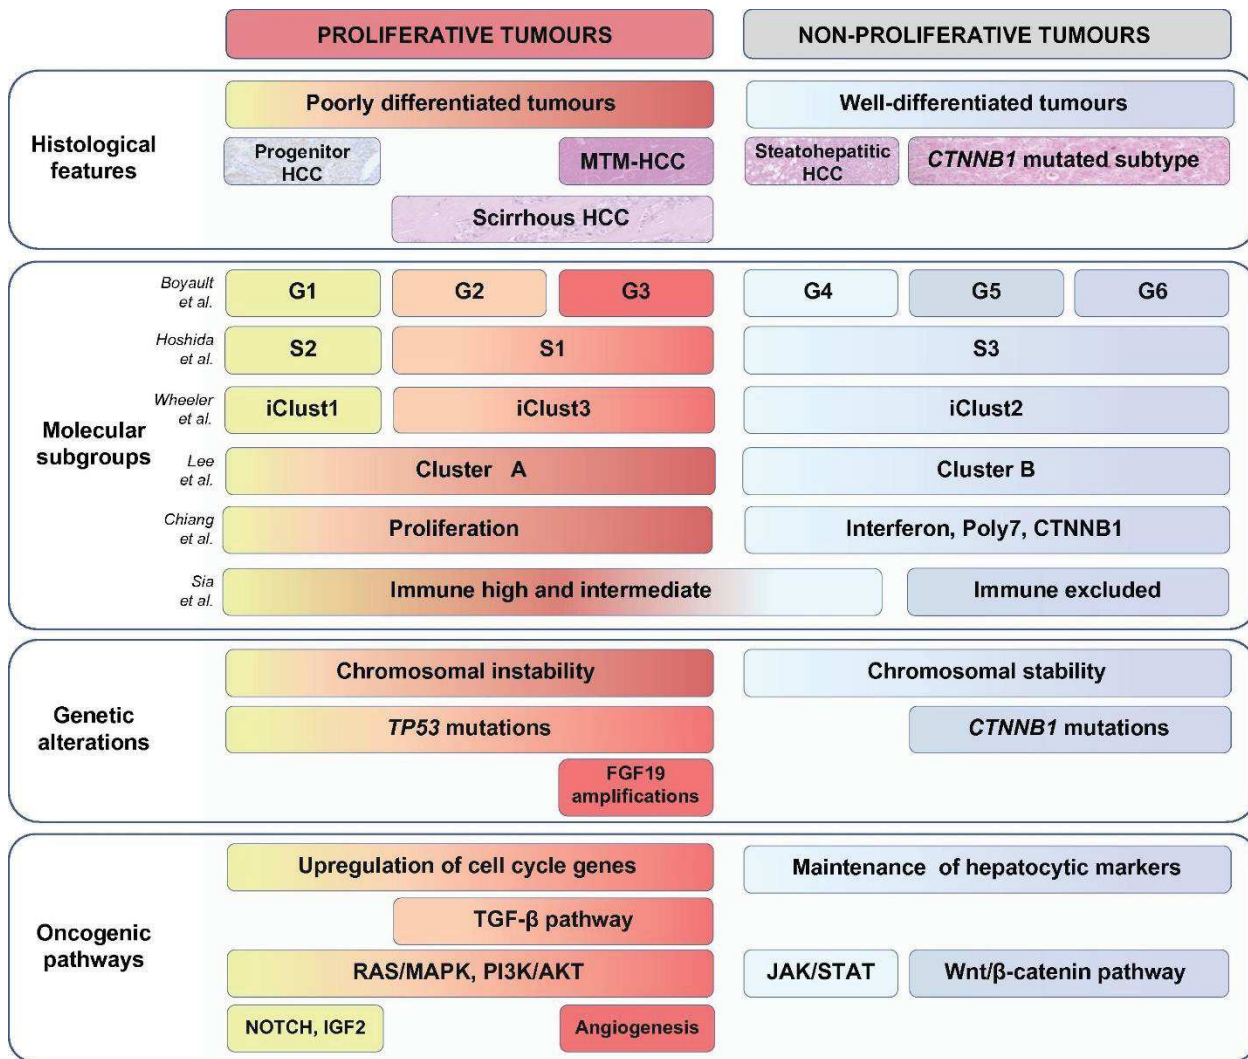 PROLIFERATIVE TUMOURS
NON-PROLIFERATIVE TUMOURS
Histological
features
Poorly differentiated tumours
Well-differentiated tumours
Progenitor
HCC
MTM-HCC
Steatohepatitic
HCC
CTNNB1 mutated subtype
Scirrhous HCC
Molecular
subgroups
Boyault
et al.
G1
G2
G3
G4
G5
G6
Hoshida
et al.
S2
S1
S3
Wheeler
et al.
iClust1
iClust3
iClust2
Lee
et al.
Cluster A
Cluster B
Chiang
et al.
Proliferation
Interferon, Poly7, CTNNB1
Sia
et al.
Immune high and intermediate
Immune excluded
Genetic
alterations
Chromosomal instability
Chromosomal stability
TP53 mutations
CTNNB1 mutations
FGF19
amplifications
Oncogenic
pathways
Upregulation of cell cycle genes
Maintenance of hepatocytic markers
TGF-β pathway
RAS/MAPK, PI3K/AKT
JAK/STAT
Wnt/β-catenin pathway
NOTCH, IGF2
Angiogenesis